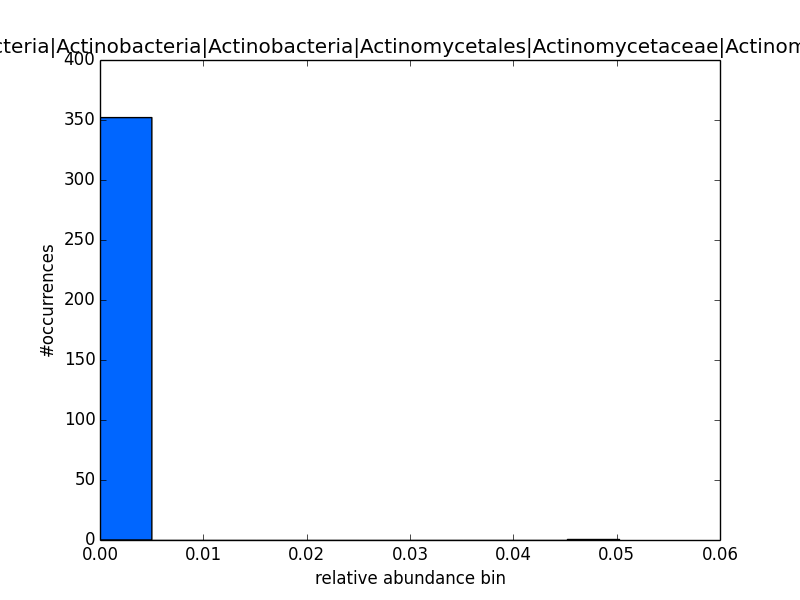 cteria|Actinobacteria|Actinobacteria|Actinomycetales|Actinomycetaceae|Actinom
400
350
300
250
200
150
100
50
0
#occurrences
0.00 0.01 0.02 0.03 0.04 0.05 0.06
relative abundance bin